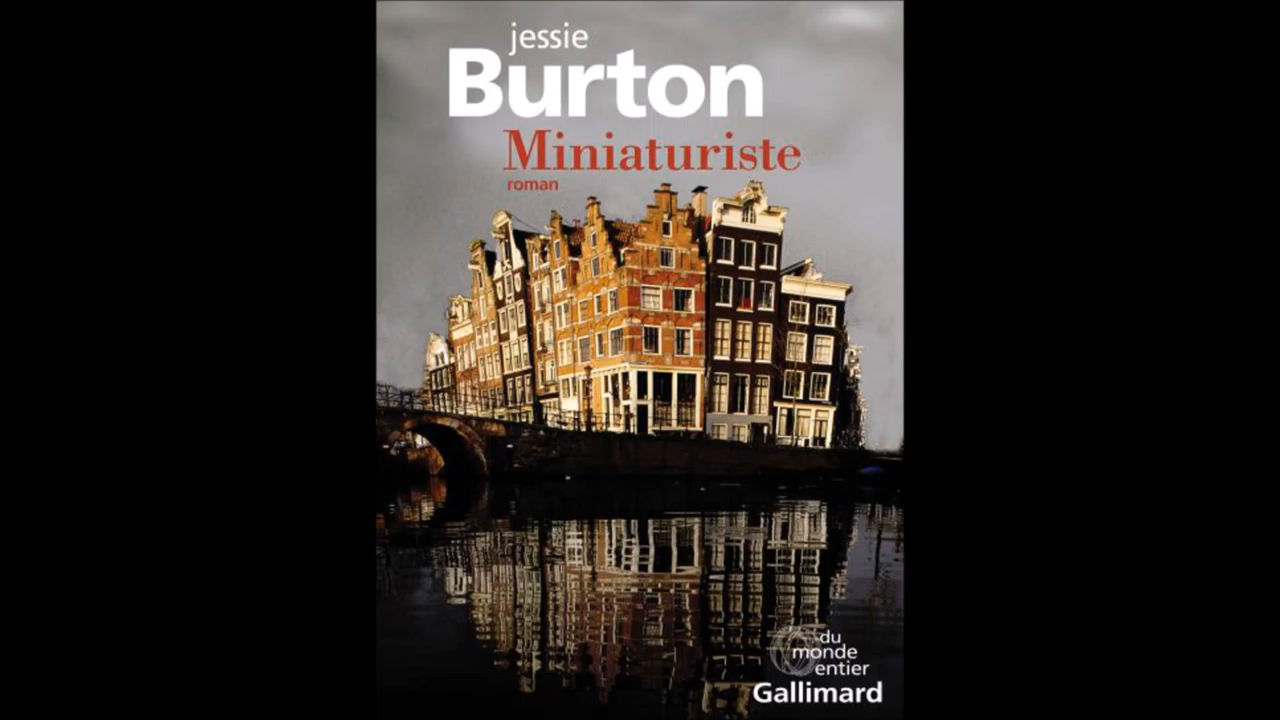 jessie
Burton
Miniaturiste
roman
du
monde
entier
Gallimard